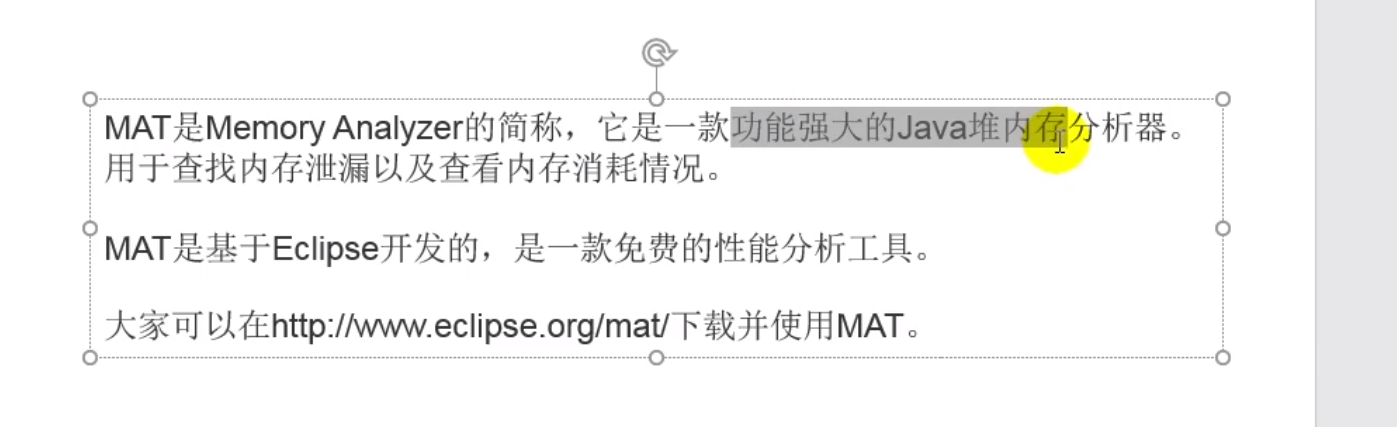 MAT是Memory Analyzer的简称，它是一款功能强大的Java堆内存分析器。
用于查找内存泄漏以及查看内存消耗情况。
MAT是基于Eclipse开发的，是一款免费的性能分析工具。
大家可以在http://www.eclipse.org/mat/下载并使用MAT。